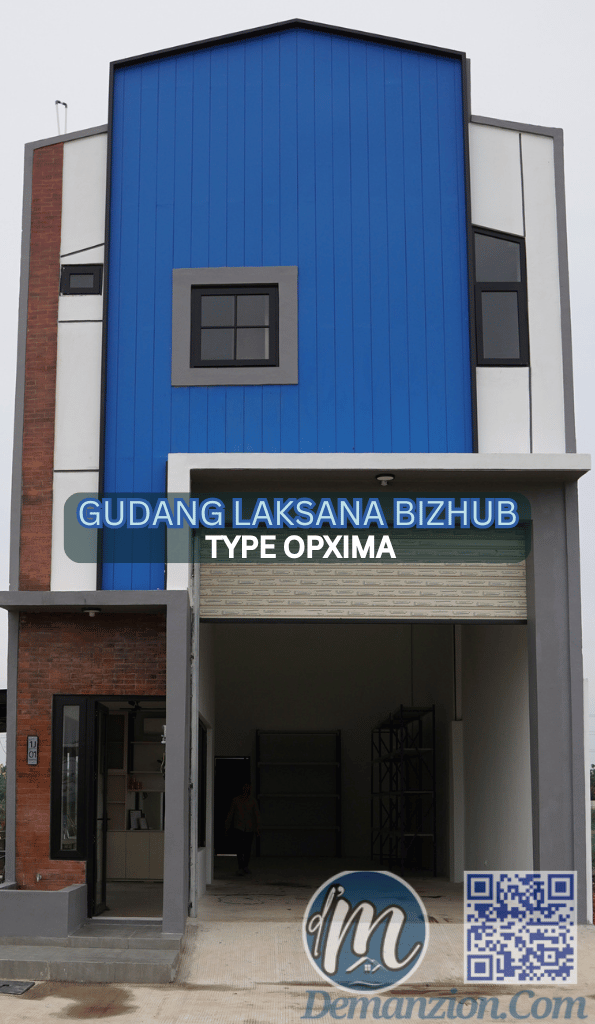 GUDANG LAKSANA BIZHUB
TYPE OPXIMA
d'm
Demanzion.Com